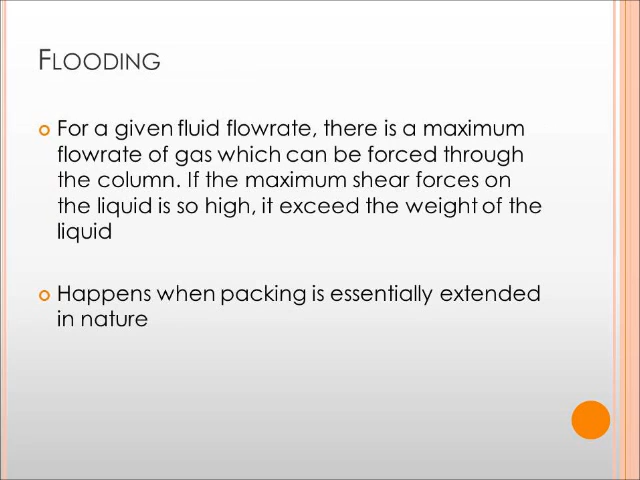 FLOODING
For a given fluid flowrate, there is a maximum
flowrate of gas which can be forced through
the column. If the maximum shear forces on
the liquid is so high, it exceed the weight of the
liquid
Happens when packing is essentially extended
in nature